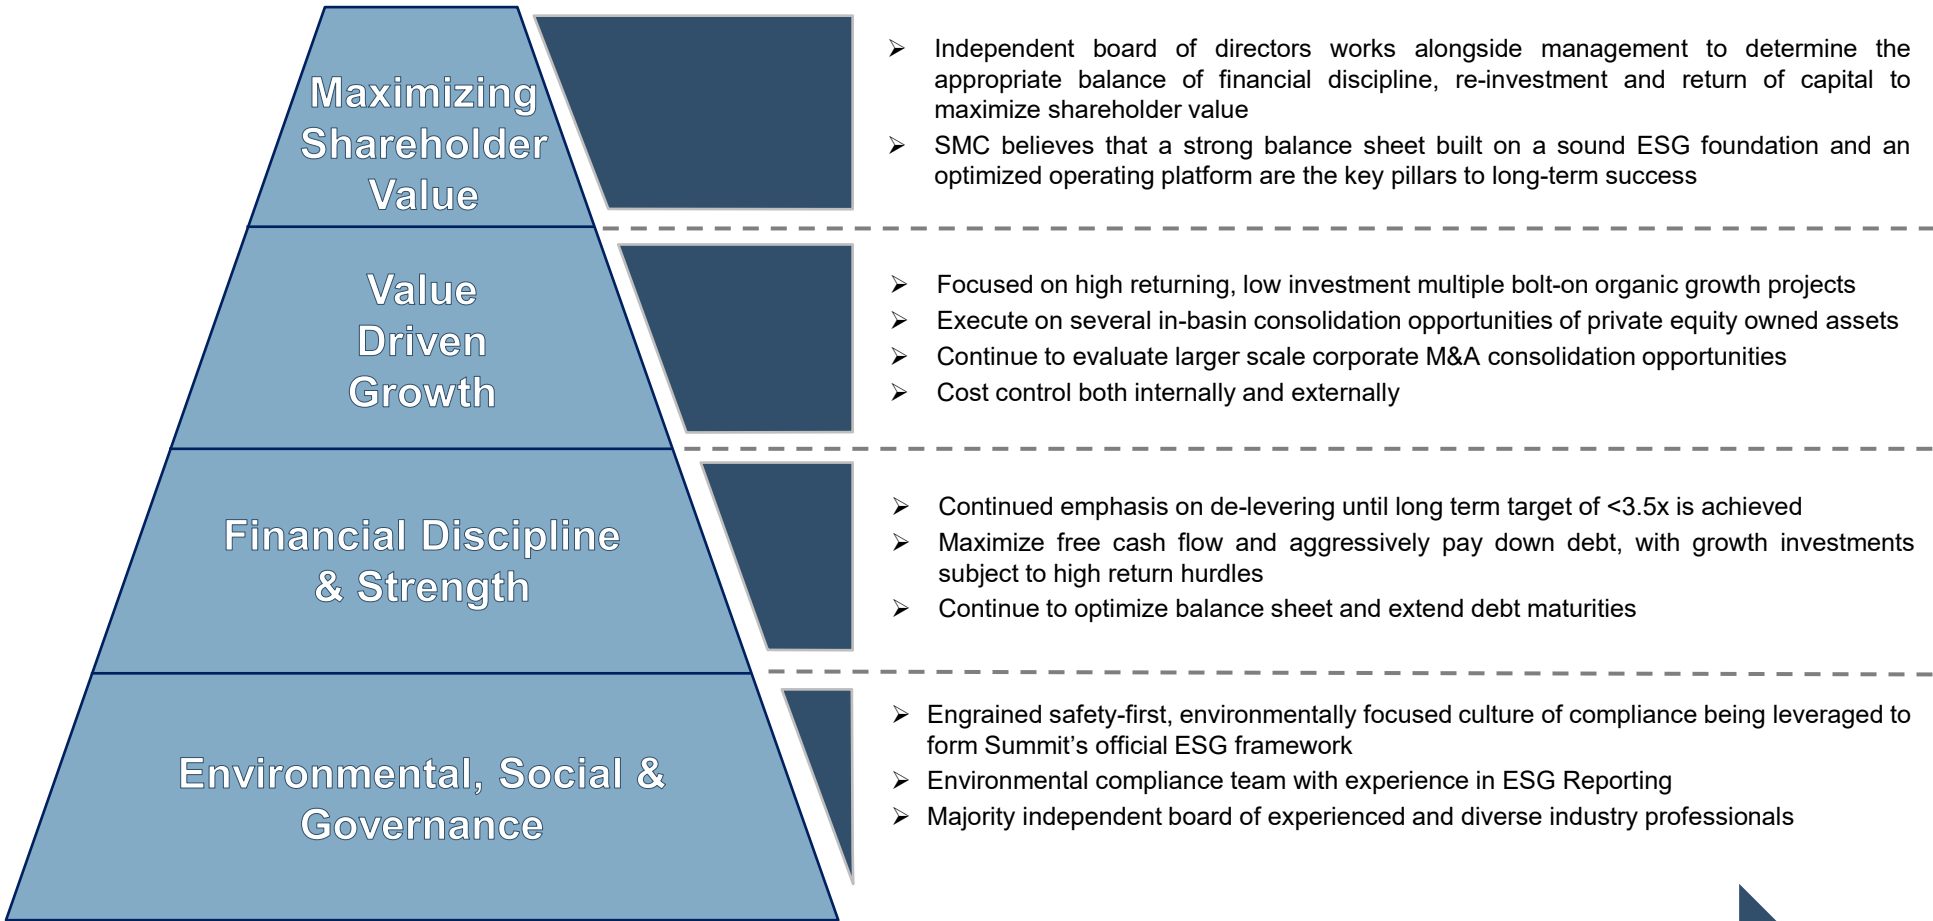 Maximizing
Shareholder
Value
➢ Independent board of directors works alongside management to determine the
appropriate balance of financial discipline, re-investment and return of capital to
maximize shareholder value
➢ SMC believes that a strong balance sheet built on a sound ESG foundation and an
optimized operating platform are the key pillars to long-term success
Value
Driven
Growth
➢ Focused on high returning, low investment multiple bolt-on organic growth projects
➢ Execute on several in-basin consolidation opportunities of private equity owned assets
➢ Continue to evaluate larger scale corporate M&A consolidation opportunities
➢ Cost control both internally and externally
Financial Discipline
& Strength
➢ Continued emphasis on de-levering until long term target of <3.5x is achieved
➢ Maximize free cash flow and aggressively pay down debt, with growth investments
subject to high return hurdles
➢ Continue to optimize balance sheet and extend debt maturities
Environmental, Social &
Governance
➢ Engrained safety-first, environmentally focused culture of compliance being leveraged to
form Summit's official ESG framework
➢ Environmental compliance team with experience in ESG Reporting
➢ Majority independent board of experienced and diverse industry professionals